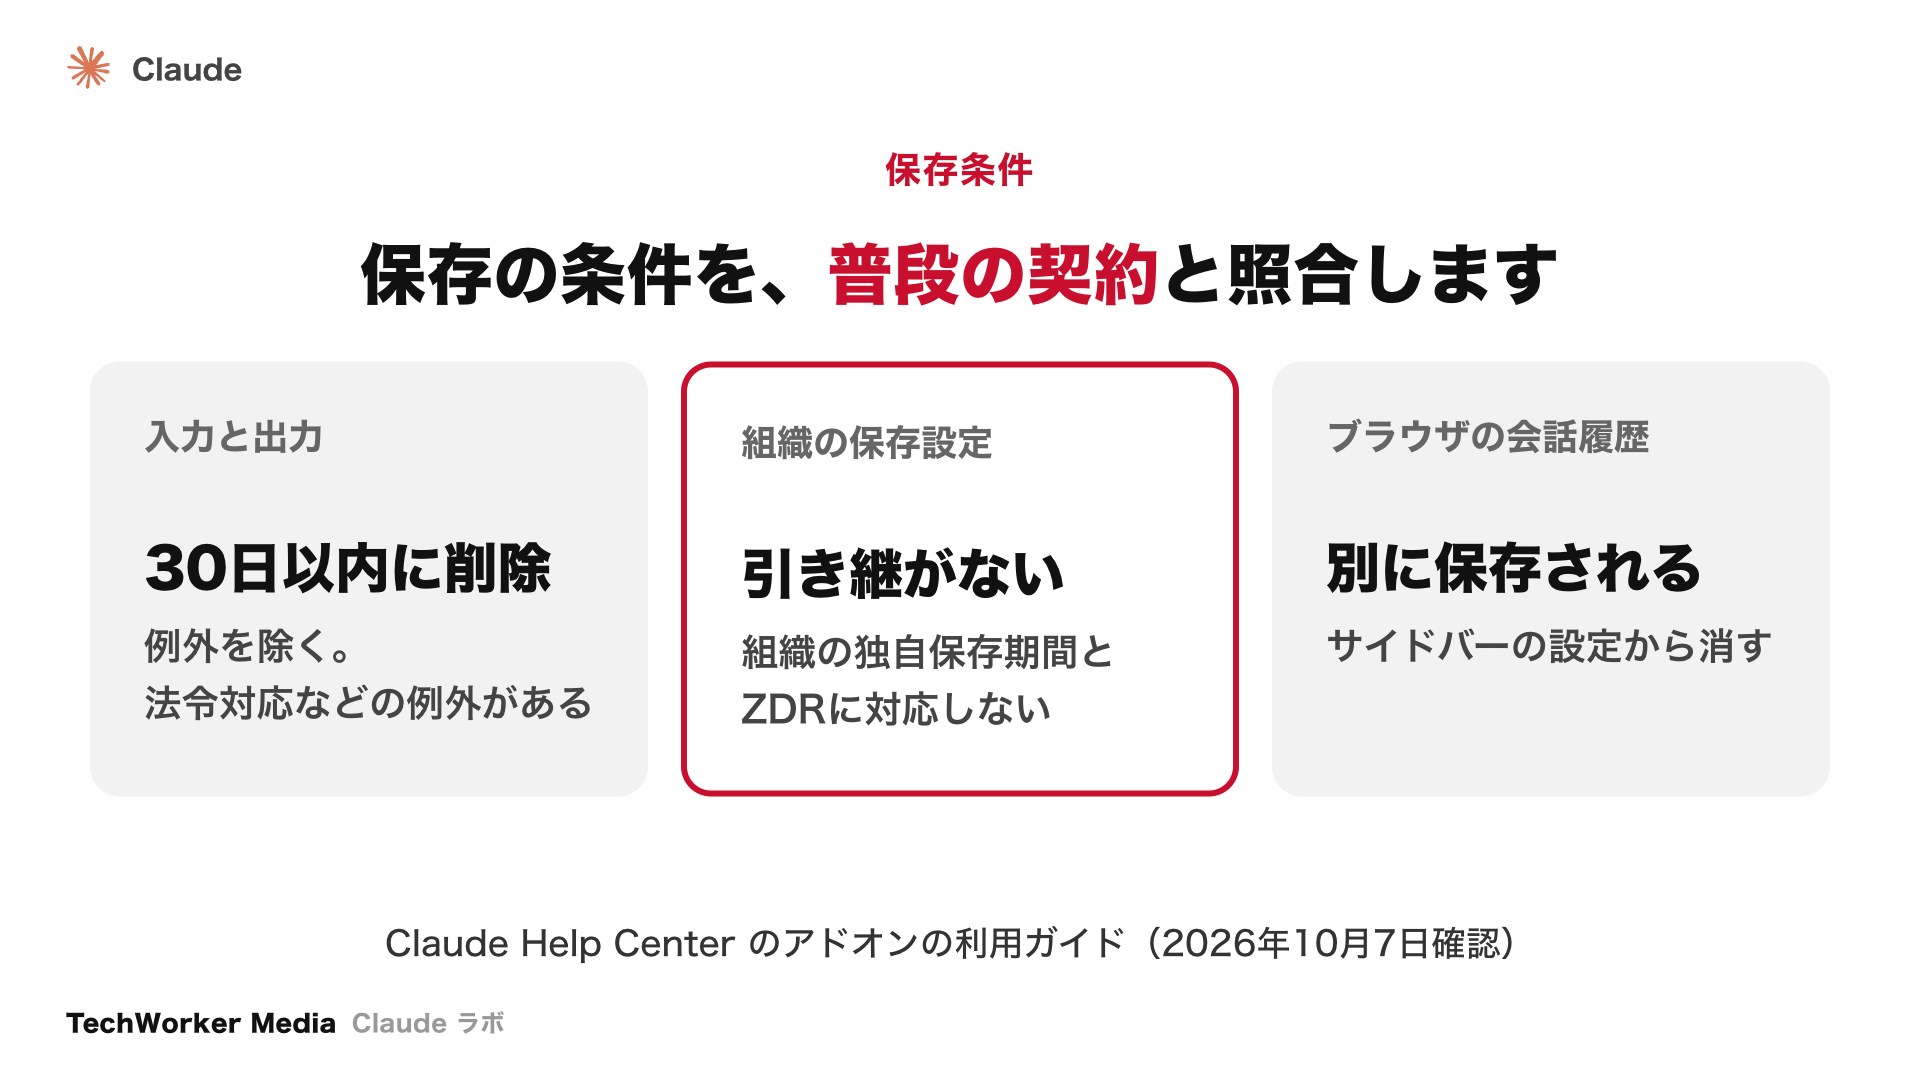 Claude
保存条件
保存の条件を、普段の契約と照合します
入力と出力
30日以内に削除
例外を除く。
法令対応などの例外がある
組織の保存設定
引き継がない
組織の独自保存期間と
ZDRに対応しない
ブラウザの会話履歴
別に保存される
サイドバーの設定から消す
Claude Help Center のアドオンの利用ガイド（2026年10月7日確認）
TechWorker Media Claude ラボ